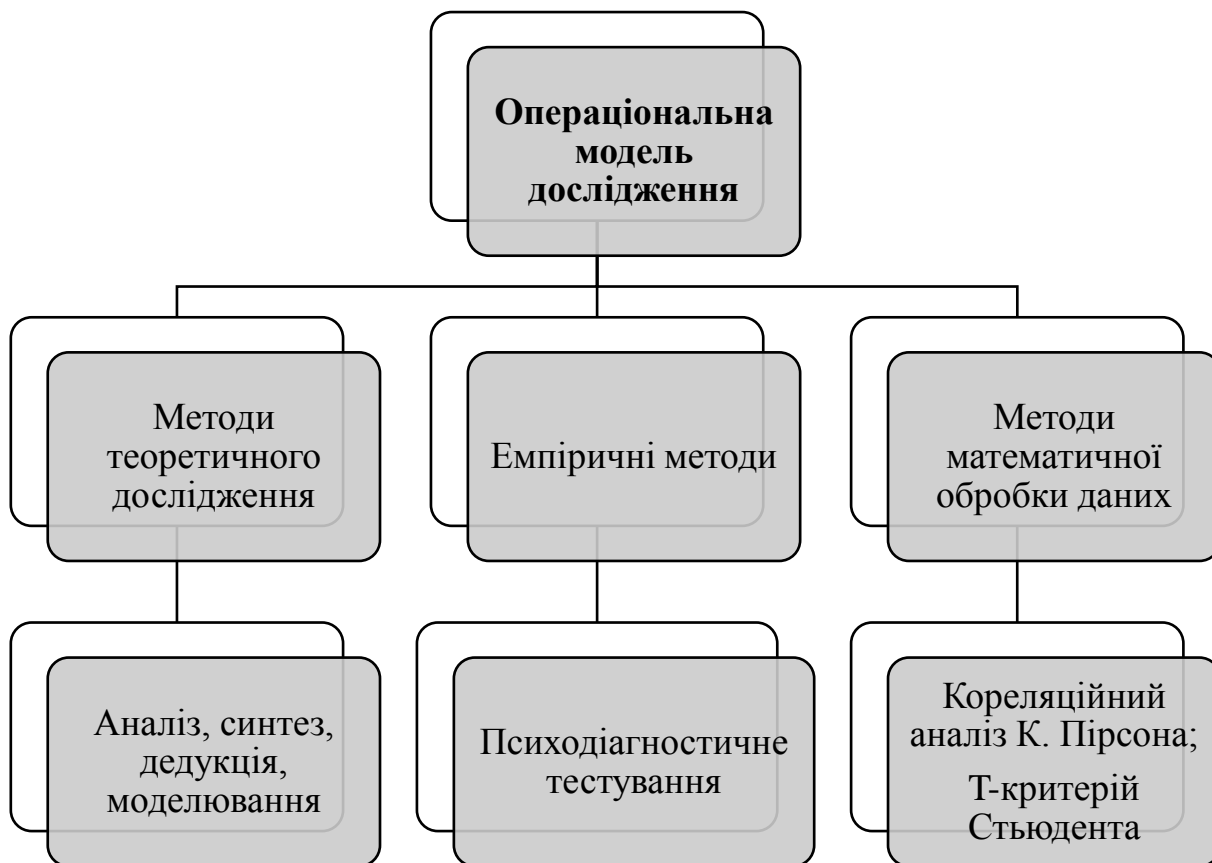 Операціональна
модель
дослідження
Методи
теоретичного
дослідження
Емпіричні методи
Методи
математичної
обробки даних
Аналіз, синтез,
дедукція,
моделювання
Психодіагностичне
тестування
Кореляційний
аналіз К. Пірсона;
Т-критерій
Стьюдента